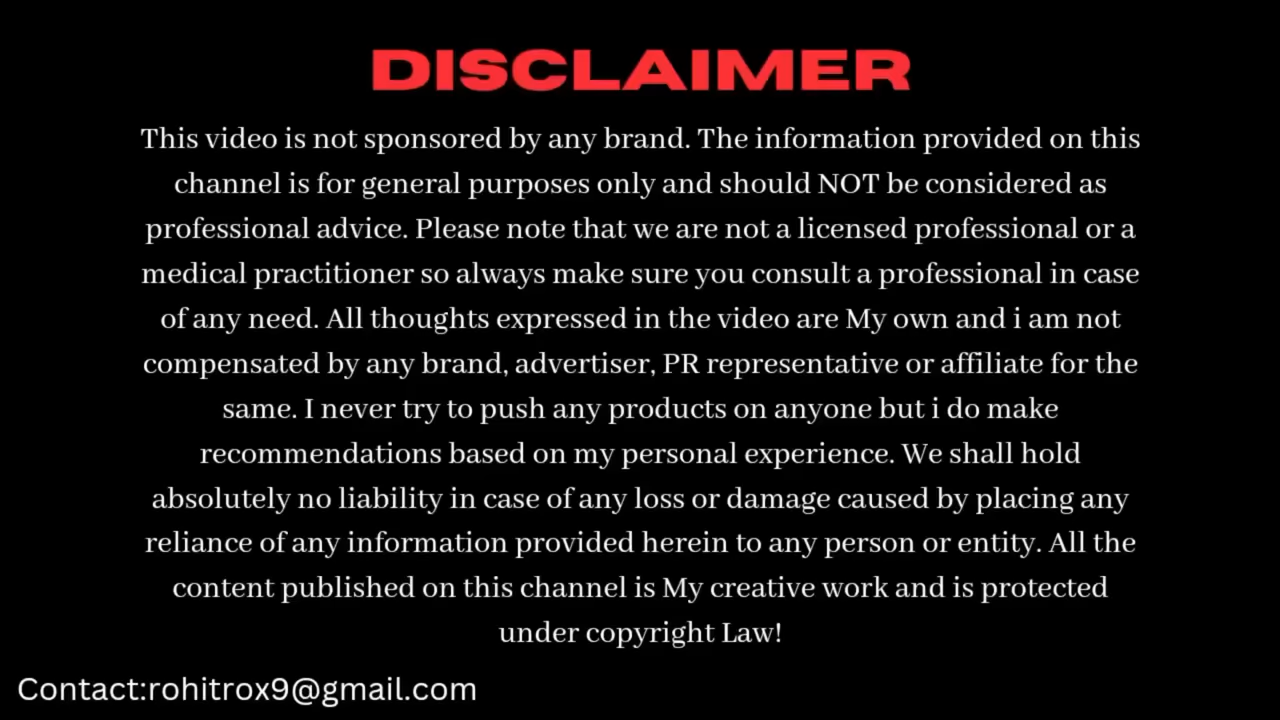 DISCLAIMER
This video is not sponsored by any brand. The information provided on this
channel is for general purposes only and should NOT be considered as
professional advice. Please note that we are not a licensed professional or a
medical practitioner so always make sure you consult a professional in case
of any need. All thoughts expressed in the video are My own and i am not
compensated by any brand, advertiser, PR representative or affiliate for the
same. I never try to push any products on anyone but i do make
recommendations based on my personal experience. We shall hold
absolutely no liability in case of any loss or damage caused by placing any
reliance of any information provided herein to any person or entity. All the
content published on this channel is My creative work and is protected
under copyright Law!
Contact:rohitrox9@gmail.com